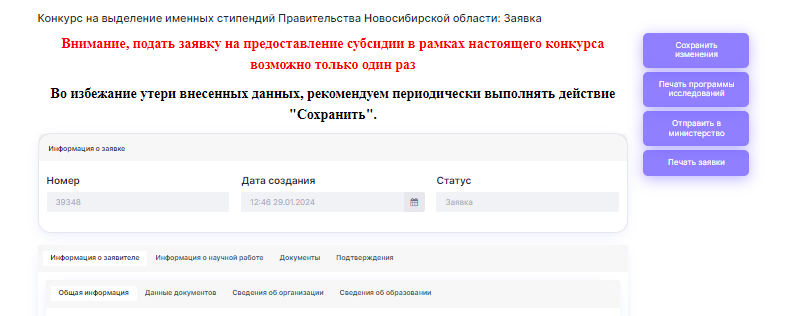 Конкурс на выделение именных стипендий Правительства Новосибирской области: Заявка
Внимание, подать заявку на предоставление субсидии в рамках настоящего конкурса
возможно только один раз
Во избежание утери внесенных данных, рекомендуем периодически выполнять действие
"Сохранить".
Сохранить
изменения
Печать программы
исследований
Отправить в
министерство
Печать заявки
Информация о заявке
Номер Дата создания Статус
39348 12:46 29.01.2024 Заявка
Информация о заявителе Информация о научной работе Документы Подтверждения
Общая информация Данные документов Сведения об организации Сведения об образовании